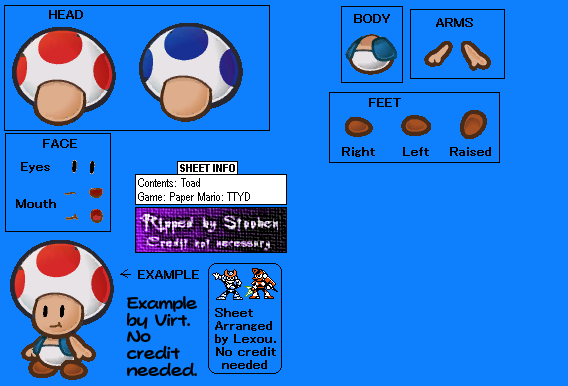 HEAD
BODY
ARMS
FEET
Right
Left
Raised
FACE
Eyes
Mouth
SHEET INFO
Contents: Toad
Game: Paper Mario: TTYD
Ripped by Stooben
Credit not necessary
← EXAMPLE
Example
by Virt.
No
credit
needed.
Sheet
Arranged
by Lexou.
No credit
needed